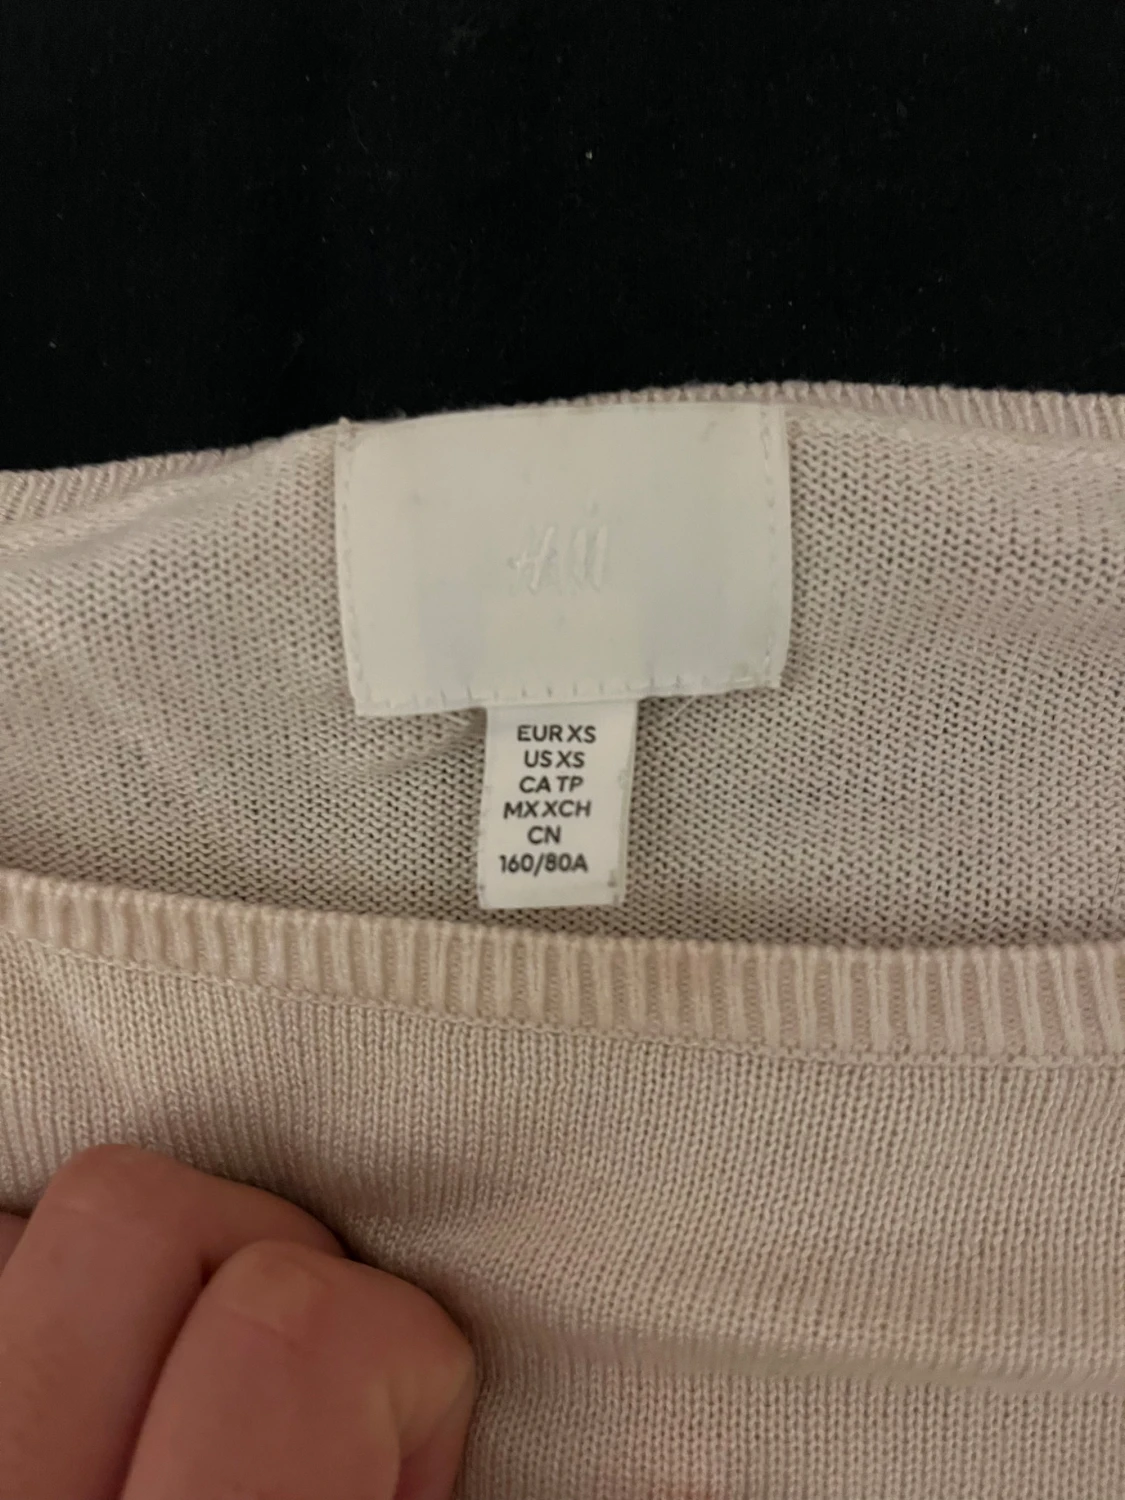 H&M
EUR XS
US XS
CA TP
MX XCH
CN
160/80A